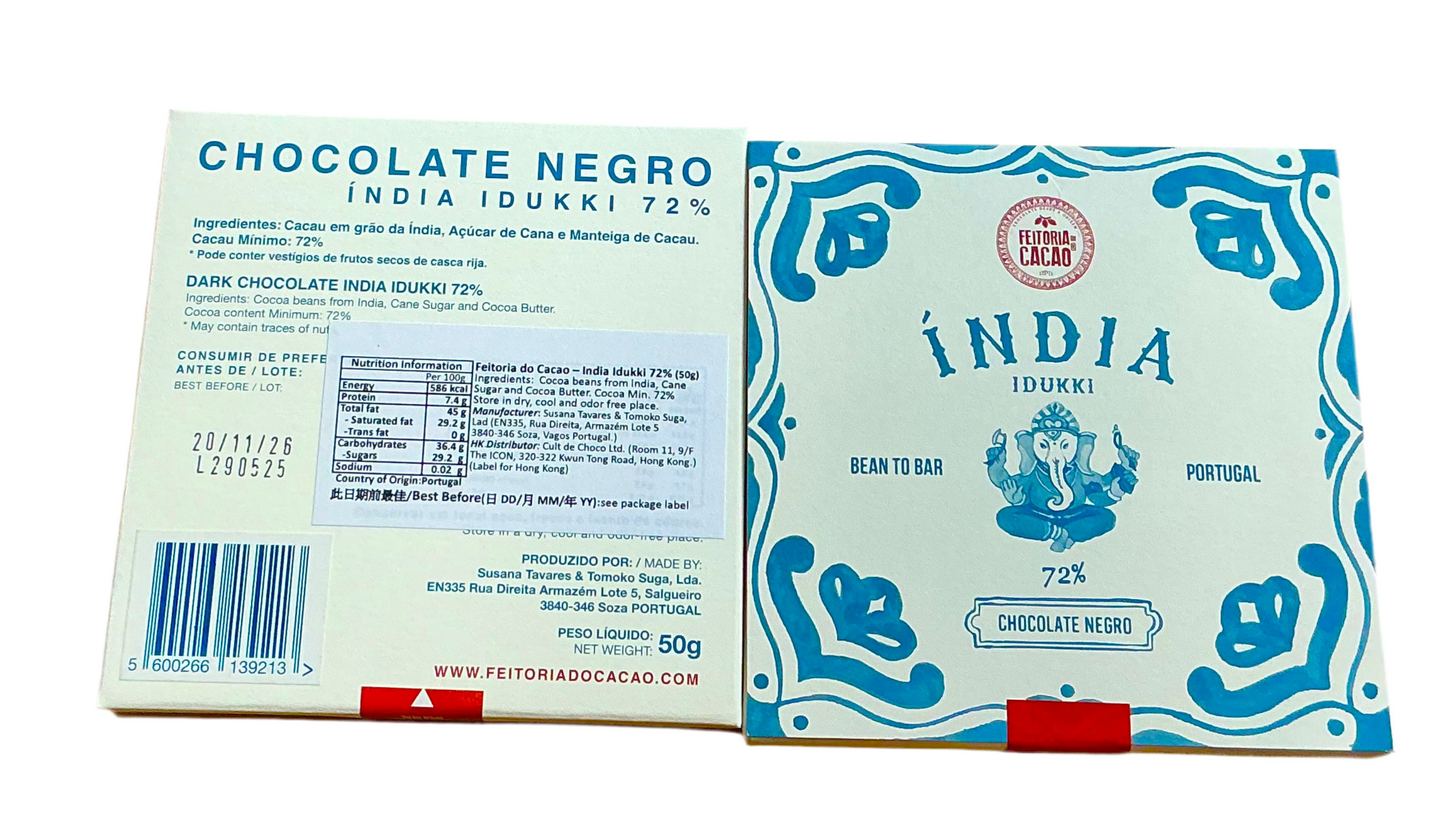 CHOCOLATE NEGRO
ÍNDIA IDUKKI 72%
Ingredientes: Cacau em grão da Índia, Açúcar de Cana e Manteiga de Cacau.
Cacau Mínimo: 72%
* Pode conter vestígios de frutos secos de casca rija.
DARK CHOCOLATE INDIA IDUKKI 72%
Ingredients: Cocoa beans from India, Cane Sugar and Cocoa Butter.
Cocoa content Minimum: 72%
* May contain traces of
CONSUMIR DE
ANTES DE / LOTE:
BEST BEFORE / LOT:
20/11/26
L290525
Nutrition Information
Per 100g
Energy 586 kcal
Protein 7.4 g
Total fat 45 g
- Saturated fat 29.2 g
-Trans fat 0 g
Carbohydrates 36.4 g
-Sugars 29.2 g
Sodium 0.02 g
Country of Origin:Portugal
Feitoria do Cacao – India Idukki 72% (50g)
Ingredients: Cocoa beans from India, Cane
Sugar and Cocoa Butter. Cocoa Min. 72%
Store in dry, cool and odor free place.
Manufacturer: Susana Tavares & Tomoko Suga,
Lad (EN335, Rua Direita, Armazém Lote 5
3840-346 Soza, Vagos Portugal.)
HK Distributor: Cult de Choco Ltd. (Room 11, 9/F
The ICON, 320-322 Kwun Tong Road, Hong Kong.)
(Label for Hong Kong)
此日期前最佳/Best Before(日 DD/月 MM/年 YY):see package label
Store in a dry, cool and odor-free place.
PRODUZIDO POR: / MADE BY:
Susana Tavares & Tomoko Suga, Lda.
EN335 Rua Direita Armazém Lote 5, Salgueiro
3840-346 Soza PORTUGAL
PESO LÍQUIDO:
NET WEIGHT: 50g
WWW.FEITORIADOCACAO.COM
5 600266 139213 >
FEITORIA DO
CACAO
ÍNDIA
IDUKKI
BEAN TO BAR
PORTUGAL
72%
CHOCOLATE NEGRO